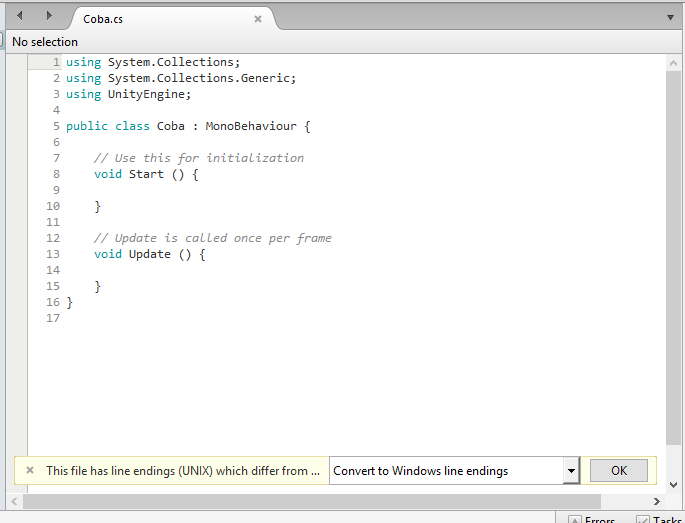 Coba.cs
No selection
1 using System.Collections;
2 using System.Collections.Generic;
3 using UnityEngine;
4
5 public class Coba : MonoBehaviour {
6
7     // Use this for initialization
8     void Start () {
9
10     }
11
12     // Update is called once per frame
13     void Update () {
14
15     }
16 }
17
This file has line endings (UNIX) which differ from ... Convert to Windows line endings OK
Errors Tasks